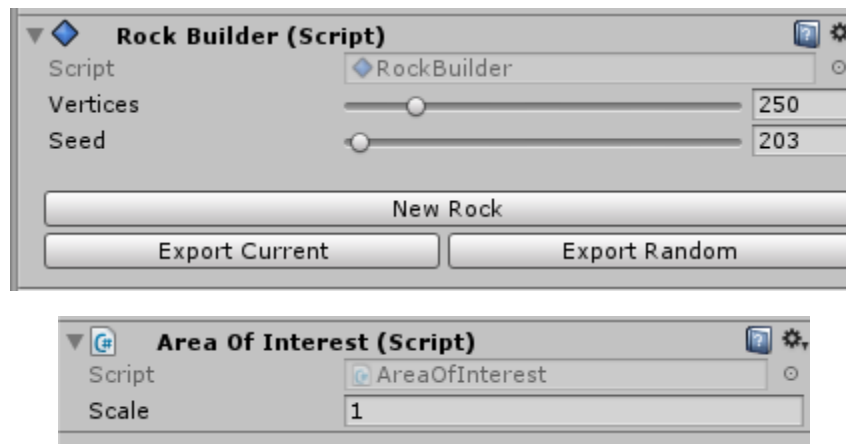 Rock Builder (Script)
Script RockBuilder
Vertices 250
Seed 203
New Rock
Export Current Export Random
Area Of Interest (Script)
Script AreaOfInterest
Scale 1